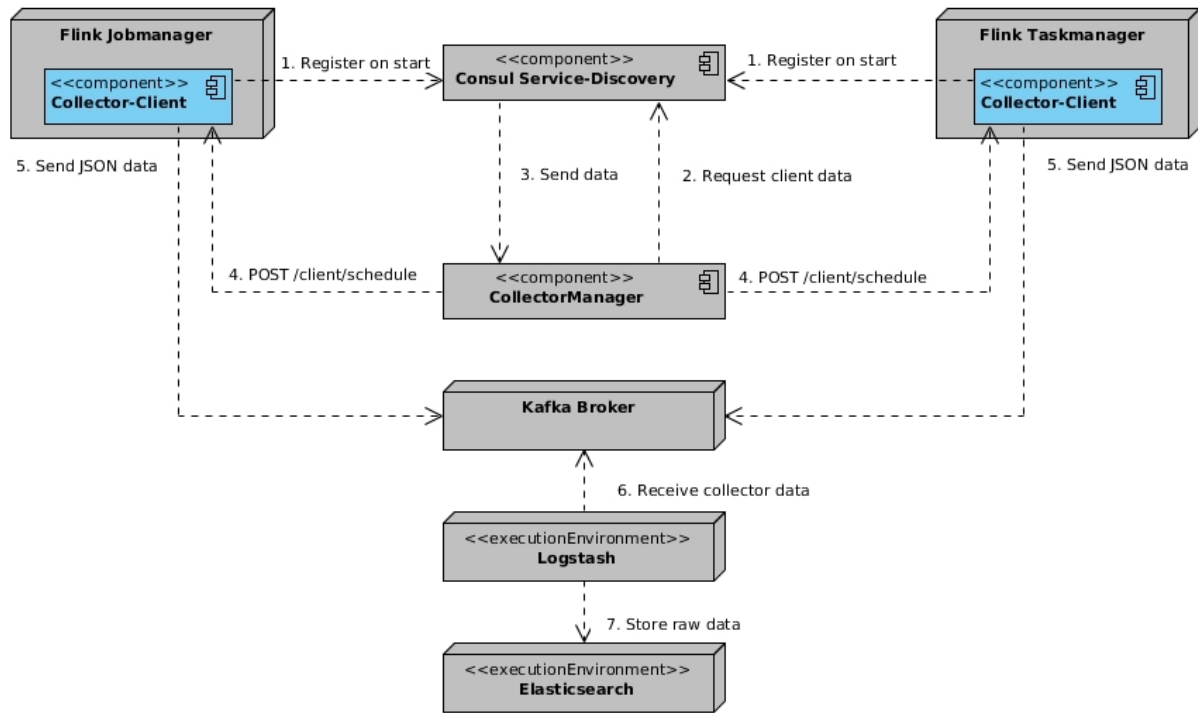 Flink Jobmanager
<<component>>
Collector-Client
1. Register on start
<<component>>
Consul Service-Discovery
1. Register on start
Flink Taskmanager
<<component>>
Collector-Client
5. Send JSON data
3. Send data
2. Request client data
5. Send JSON data
4. POST /client/schedule
<<component>>
CollectorManager
4. POST /client/schedule
Kafka Broker
6. Receive collector data
<<executionEnvironment>>
Logstash
7. Store raw data
<<executionEnvironment>>
Elasticsearch